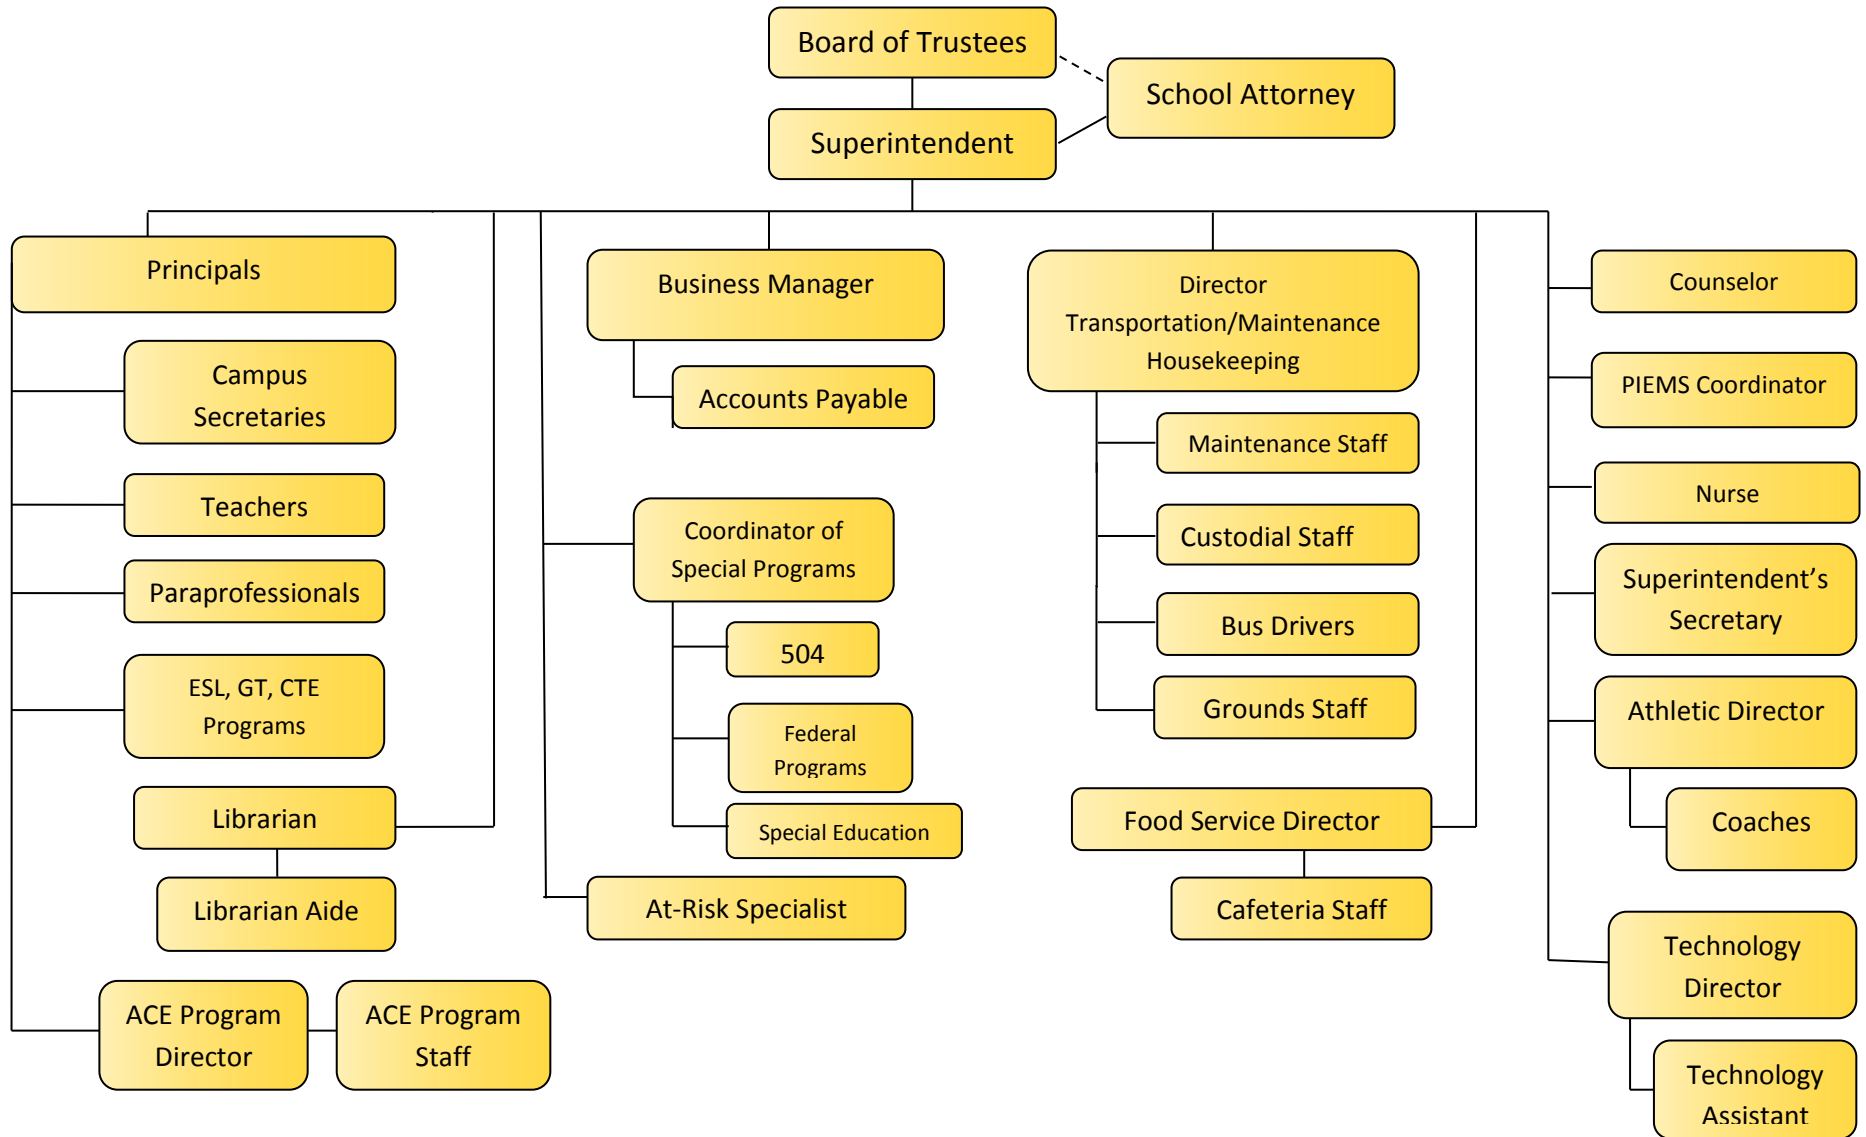 Board of Trustees
School Attorney
Superintendent
Principals
Campus
Secretaries
Teachers
Paraprofessionals
ESL, GT, CTE
Programs
Librarian
Librarian Aide
ACE Program
Director
ACE Program
Staff
Business Manager
Accounts Payable
Coordinator of
Special Programs
504
Federal
Programs
Special Education
At-Risk Specialist
Director
Transportation/Maintenance
Housekeeping
Maintenance Staff
Custodial Staff
Bus Drivers
Grounds Staff
Food Service Director
Cafeteria Staff
Counselor
PIEMS Coordinator
Nurse
Superintendent’s
Secretary
Athletic Director
Coaches
Technology
Director
Technology
Assistant